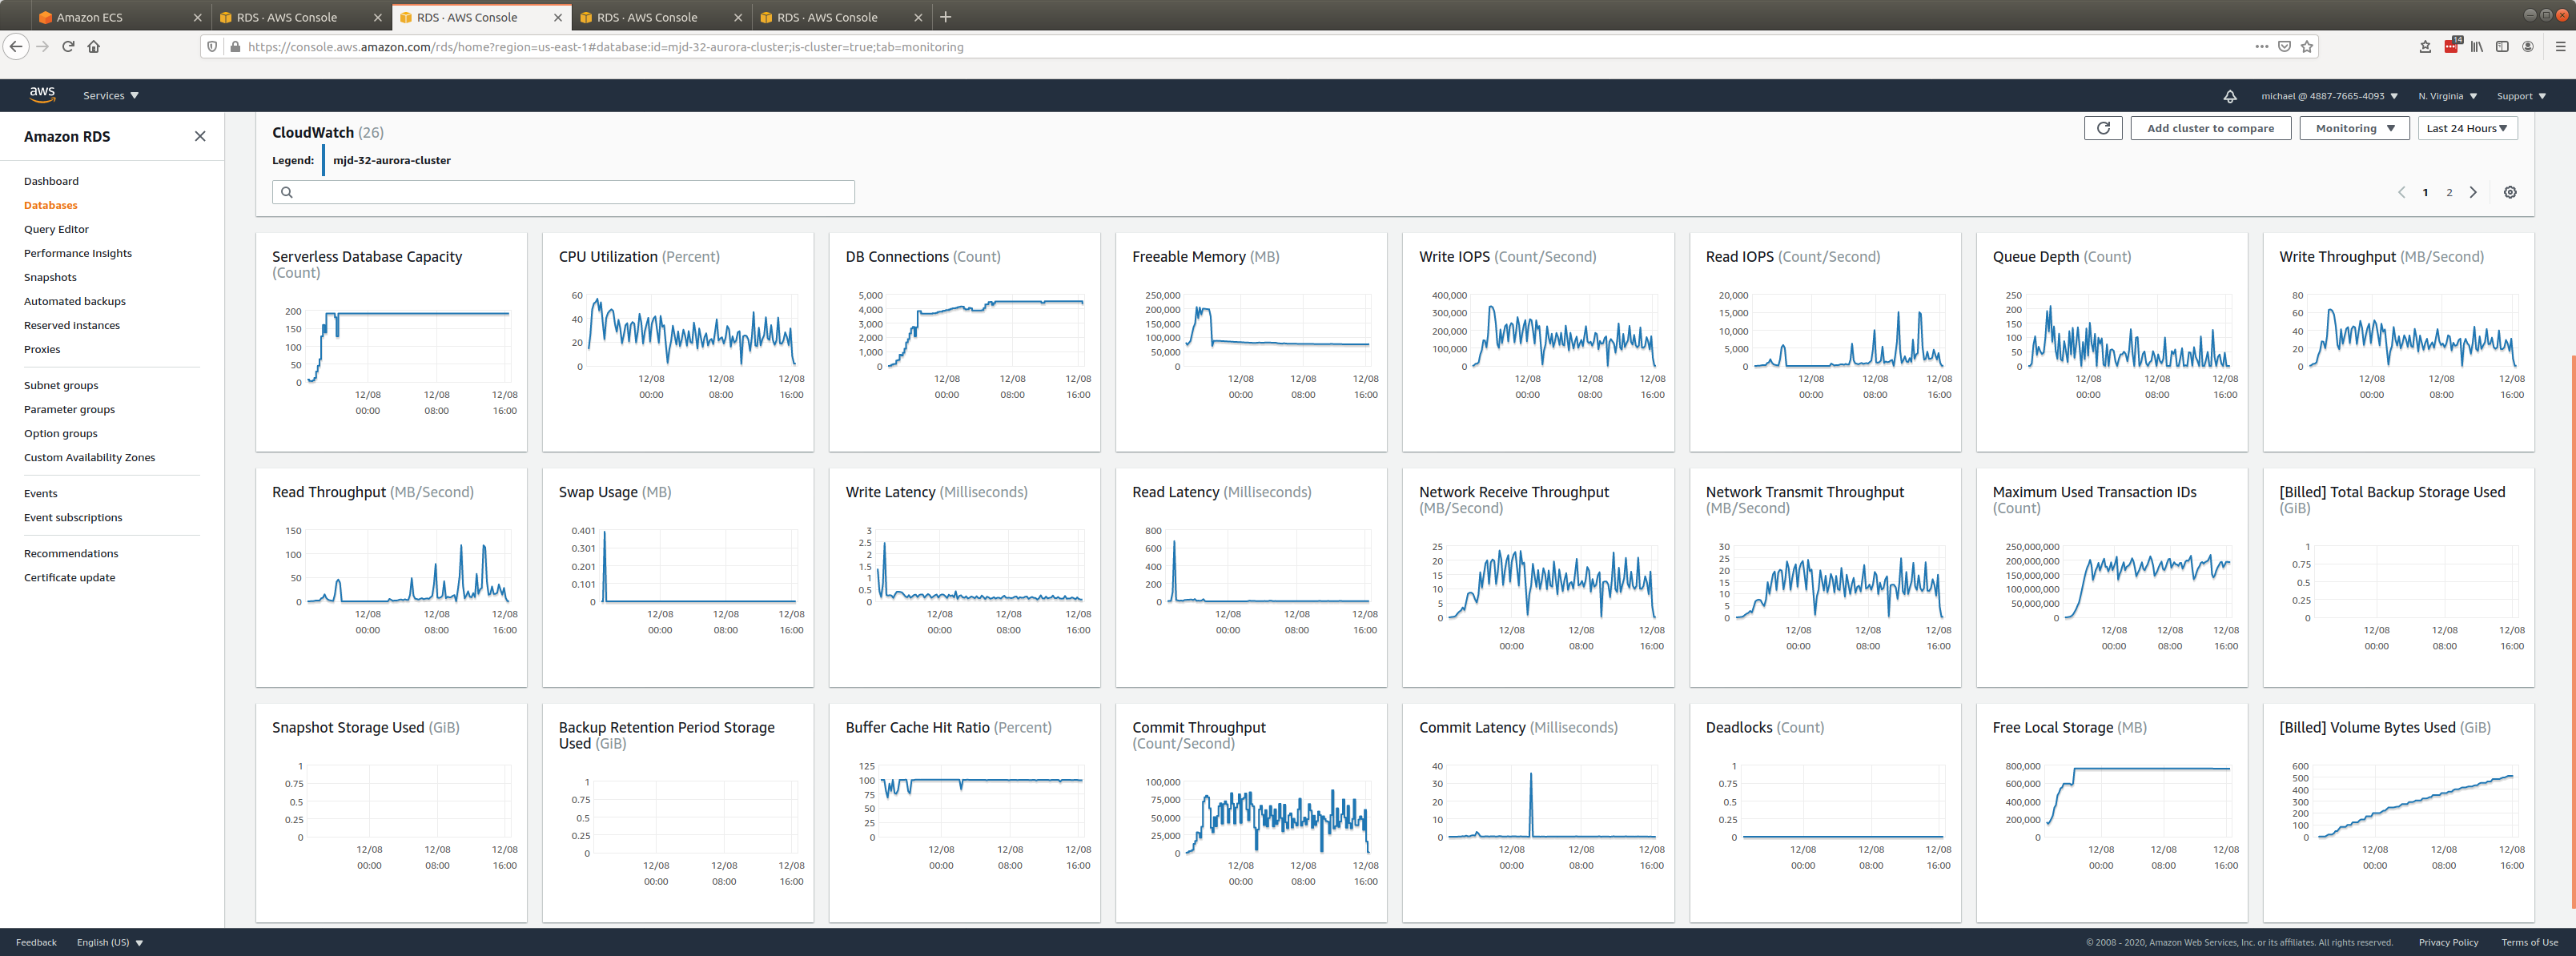 Amazon ECS
RDS · AWS Console
RDS · AWS Console
RDS · AWS Console
RDS · AWS Console
https://console.aws.amazon.com/rds/home?region=us-east-1#database:id=mjd-32-aurora-cluster;is-cluster=true;tab=monitoring
14
aws
Services
michael @ 4887-7665-4093
N. Virginia
Support
Amazon RDS
Dashboard
Databases
Query Editor
Performance Insights
Snapshots
Automated backups
Reserved instances
Proxies
Subnet groups
Parameter groups
Option groups
Custom Availability Zones
Events
Event subscriptions
Recommendations
Certificate update
CloudWatch (26)
Legend: mjd-32-aurora-cluster
Add cluster to compare
Monitoring
Last 24 Hours
1 2
Serverless Database Capacity
(Count)
200
150
100
50
0
12/08 12/08 12/08
00:00 08:00 16:00
CPU Utilization (Percent)
60
40
20
0
12/08 12/08 12/08
00:00 08:00 16:00
DB Connections (Count)
5,000
4,000
3,000
2,000
1,000
0
12/08 12/08 12/08
00:00 08:00 16:00
Freeable Memory (MB)
250,000
200,000
150,000
100,000
50,000
0
12/08 12/08 12/08
00:00 08:00 16:00
Write IOPS (Count/Second)
400,000
300,000
200,000
100,000
0
12/08 12/08 12/08
00:00 08:00 16:00
Read IOPS (Count/Second)
20,000
15,000
10,000
5,000
0
12/08 12/08 12/08
00:00 08:00 16:00
Queue Depth (Count)
250
200
150
100
50
0
12/08 12/08 12/08
00:00 08:00 16:00
Write Throughput (MB/Second)
80
60
40
20
0
12/08 12/08 12/08
00:00 08:00 16:00
Read Throughput (MB/Second)
150
100
50
0
12/08 12/08 12/08
00:00 08:00 16:00
Swap Usage (MB)
0.401
0.301
0.201
0.101
0
12/08 12/08 12/08
00:00 08:00 16:00
Write Latency (Milliseconds)
3
2.5
2
1.5
1
0.5
0
12/08 12/08 12/08
00:00 08:00 16:00
Read Latency (Milliseconds)
800
600
400
200
0
12/08 12/08 12/08
00:00 08:00 16:00
Network Receive Throughput
(MB/Second)
25
20
15
10
5
0
12/08 12/08 12/08
00:00 08:00 16:00
Network Transmit Throughput
(MB/Second)
30
25
20
15
10
5
0
12/08 12/08 12/08
00:00 08:00 16:00
Maximum Used Transaction IDs
(Count)
250,000,000
200,000,000
150,000,000
100,000,000
50,000,000
0
12/08 12/08 12/08
00:00 08:00 16:00
[Billed] Total Backup Storage Used
(GiB)
1
0.75
0.5
0.25
0
12/08 12/08 12/08
00:00 08:00 16:00
Snapshot Storage Used (GiB)
1
0.75
0.5
0.25
0
12/08 12/08 12/08
00:00 08:00 16:00
Backup Retention Period Storage
Used (GiB)
1
0.75
0.5
0.25
0
12/08 12/08 12/08
00:00 08:00 16:00
Buffer Cache Hit Ratio (Percent)
125
100
75
50
25
0
12/08 12/08 12/08
00:00 08:00 16:00
Commit Throughput
(Count/Second)
100,000
75,000
50,000
25,000
0
12/08 12/08 12/08
00:00 08:00 16:00
Commit Latency (Milliseconds)
40
30
20
10
0
12/08 12/08 12/08
00:00 08:00 16:00
Deadlocks (Count)
1
0.75
0.5
0.25
0
12/08 12/08 12/08
00:00 08:00 16:00
Free Local Storage (MB)
800,000
600,000
400,000
200,000
0
12/08 12/08 12/08
00:00 08:00 16:00
[Billed] Volume Bytes Used (GiB)
600
500
400
300
200
100
0
12/08 12/08 12/08
00:00 08:00 16:00
Feedback
English (US)
© 2008 - 2020, Amazon Web Services, Inc. or its affiliates. All rights reserved.
Privacy Policy
Terms of Use